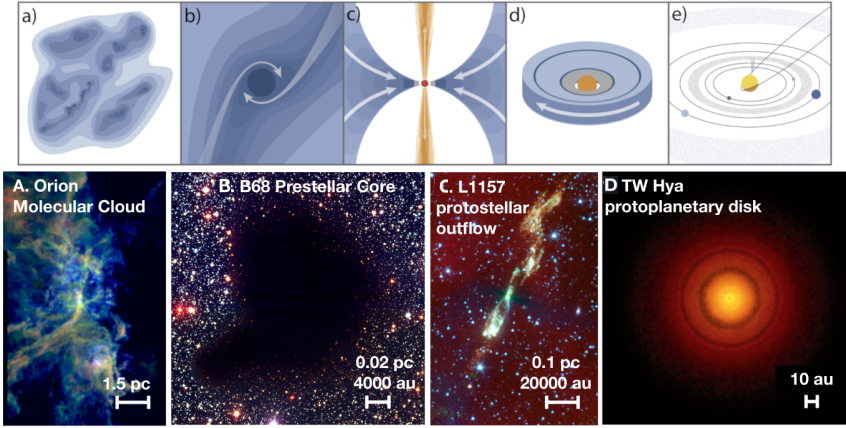 a)
b)
c)
d)
e)
A. Orion
Molecular Cloud
1.5 pc
B. B68 Prestellar Core
0.02 pc
4000 au
C. L1157
protostellar
outflow
0.1 pc
20000 au
D TW Hya
protoplanetary disk
10 au